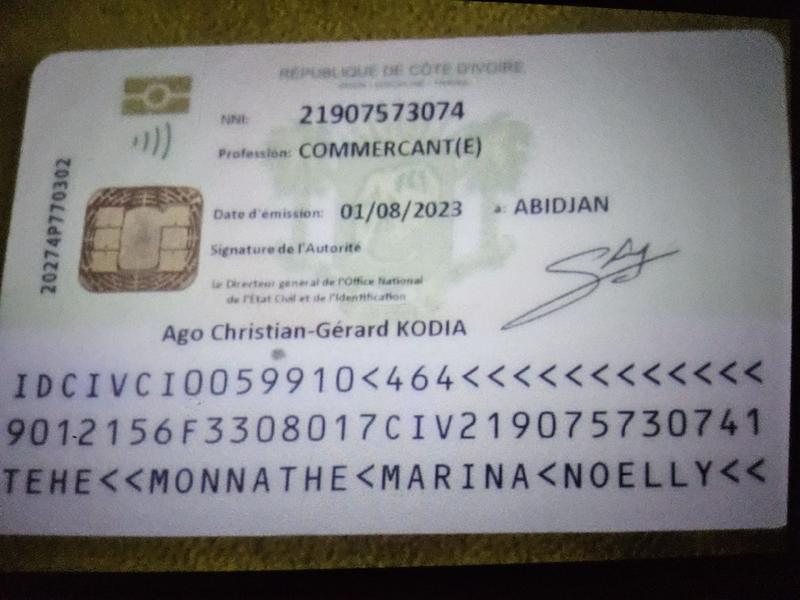 RÉPUBLIQUE DE CÔTE D'IVOIRE
NNI: 21907573074
Profession: COMMERCANT(E)
Date d'émission: 01/08/2023 a: ABIDJAN
Signature de l'Autorité
Le Directeur général de l'Office National
de l'État Civil et de l'Identification
Ago Christian-Gérard KODIA
20274P770302
IDCIVCI0059910<464<<<<<<<<<<<<
9012156F3308017CIV219075730741
TEHE<<MONNATHE<MARINA<NOELLY<<